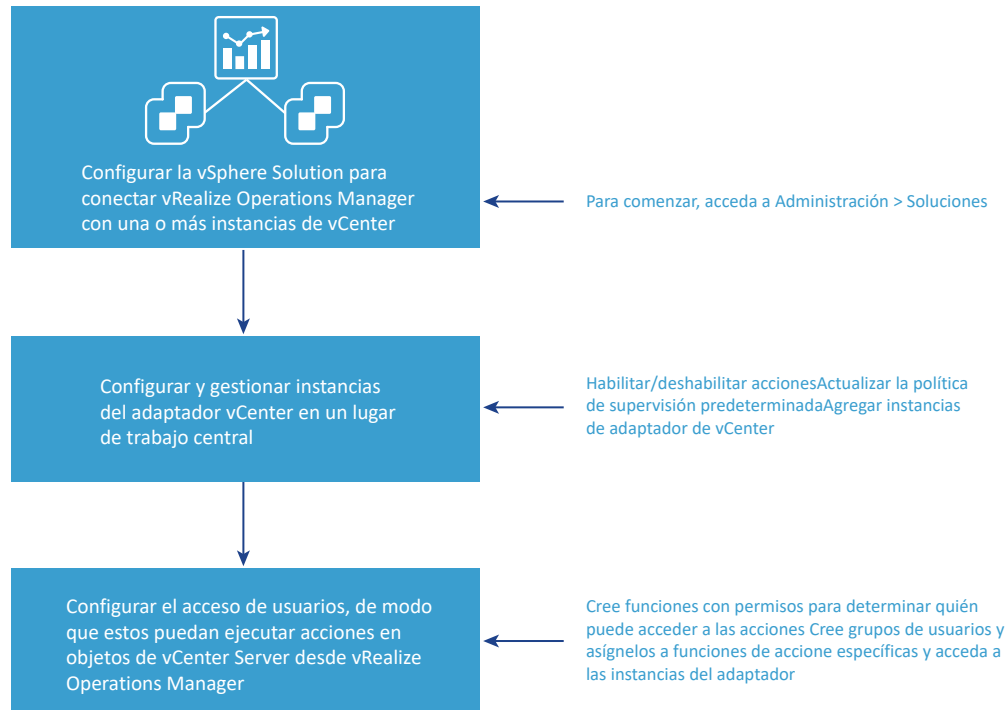 Configurar la vSphere Solution para
conectar vRealize Operations Manager
con una o más instancias de vCenter
Para comenzar, acceda a Administración > Soluciones
Configurar y gestionar instancias
del adaptador vCenter en un lugar
de trabajo central
Habilitar/deshabilitar accionesActualizar la política
de supervisión predeterminadaAgregar instancias
de adaptador de vCenter
Configurar el acceso de usuarios, de modo
que estos puedan ejecutar acciones en
objetos de vCenter Server desde vRealize
Operations Manager
Cree funciones con permisos para determinar quién
puede acceder a las acciones Cree grupos de usuarios y
asígnelos a funciones de accione específicas y acceda a
las instancias del adaptador